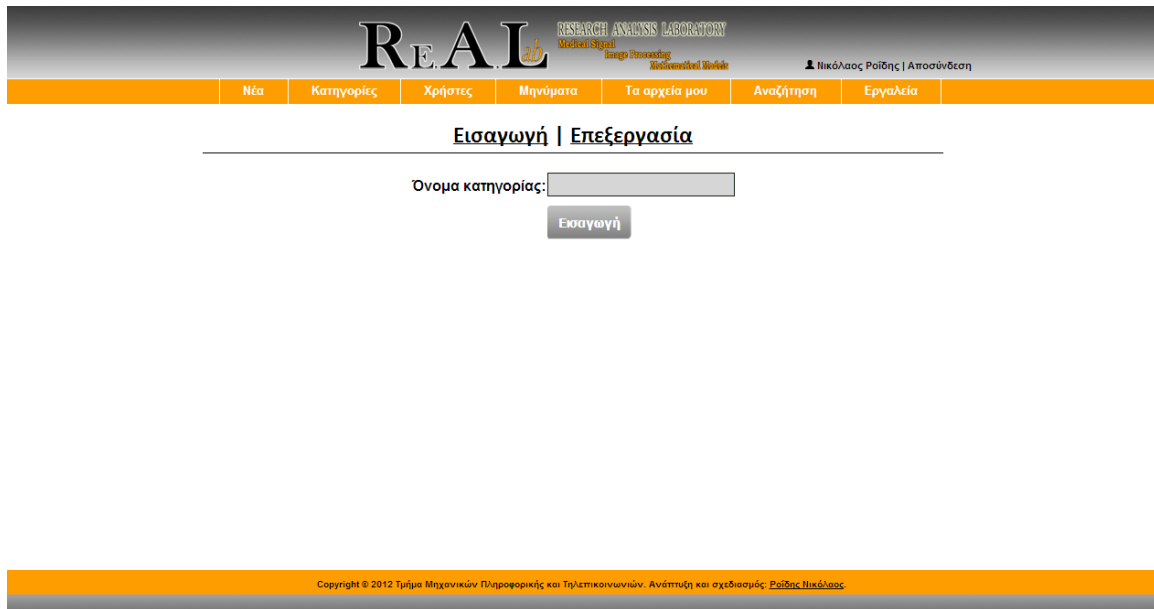 RE.A.Lab
RESEARCH ANALYSIS LABORATORY
Medical Signal
Image Processing
Mathematical Models
Νικόλαος Ροΐδης | Αποσύνδεση
Νέα Κατηγορίες Χρήστες Μηνύματα Τα αρχεία μου Αναζήτηση Εργαλεία
Εισαγωγή | Επεξεργασία
Όνομα κατηγορίας:
Εισαγωγή
Copyright © 2012 Τμήμα Μηχανικών Πληροφορικής και Τηλεπικοινωνιών. Ανάπτυξη και σχεδιασμός: Ροΐδης Νικόλαος.